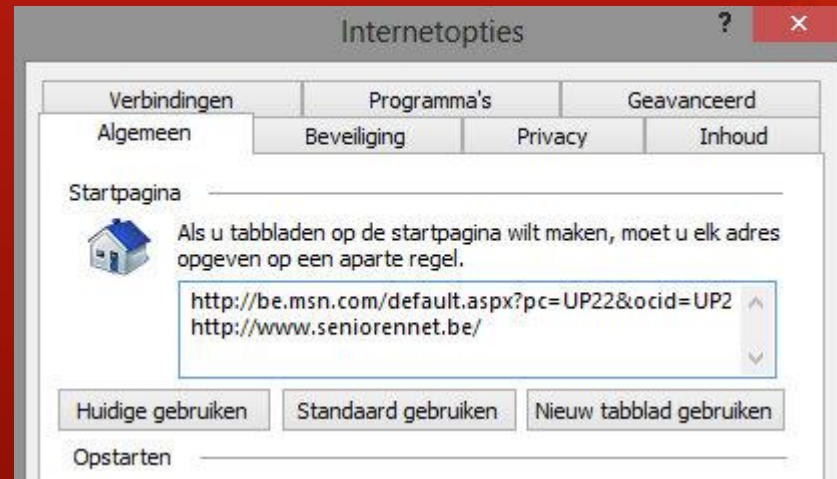 Internetopties
?
Verbindingen Programma's Geavanceerd
Algemeen Beveiliging Privacy Inhoud
Startpagina
Als u tabbladen op de startpagina wilt maken, moet u elk adres
opgeven op een aparte regel.
http://be.msn.com/default.aspx?pc=UP22&ocid=UP2
http://www.seniorennet.be/
Huidige gebruiken Standaard gebruiken Nieuw tabblad gebruiken
Opstarten